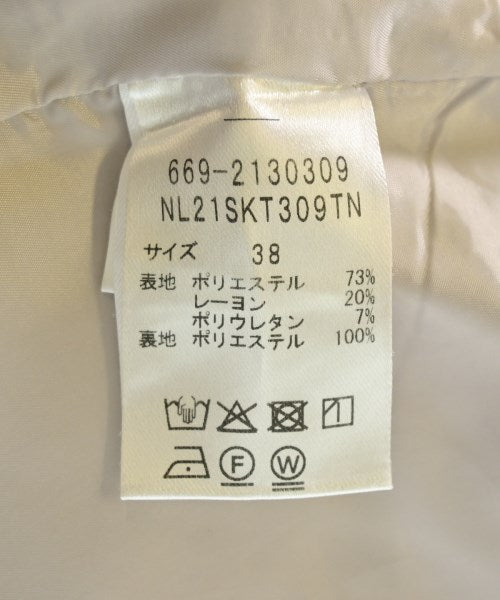 669-2130309
NL21SKT309TN
サイズ 38
表地 ポリエステル 73%
レーヨン 20%
ポリウレタン 7%
裏地 ポリエステル 100%
F W